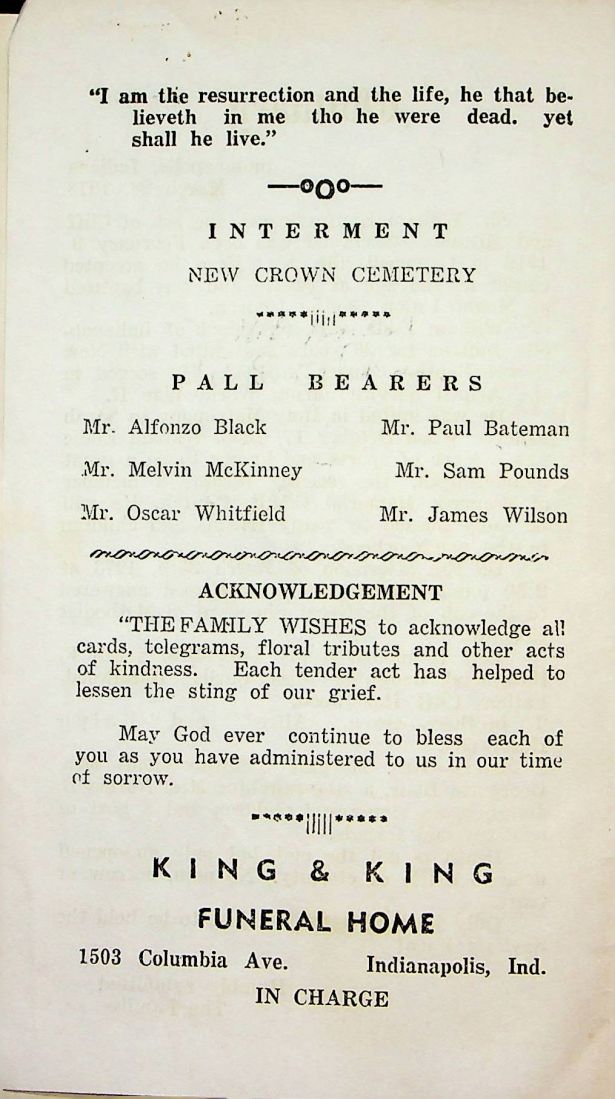 "I am the resurrection and the life, he that be-
lieveth in me tho he were dead. yet
shall he live."
INTERMENT
NEW CROWN CEMETERY
PALL BEARERS
Mr. Alfonzo Black Mr. Paul Bateman
Mr. Melvin McKinney Mr. Sam Pounds
Mr. Oscar Whitfield Mr. James Wilson
ACKNOWLEDGEMENT
"THE FAMILY WISHES to acknowledge all
cards, telegrams, floral tributes and other acts
of kindness. Each tender act has helped to
lessen the sting of our grief.
May God ever continue to bless each of
you as you have administered to us in our time
of sorrow.
KING & KING
FUNERAL HOME
1503 Columbia Ave. Indianapolis, Ind.
IN CHARGE